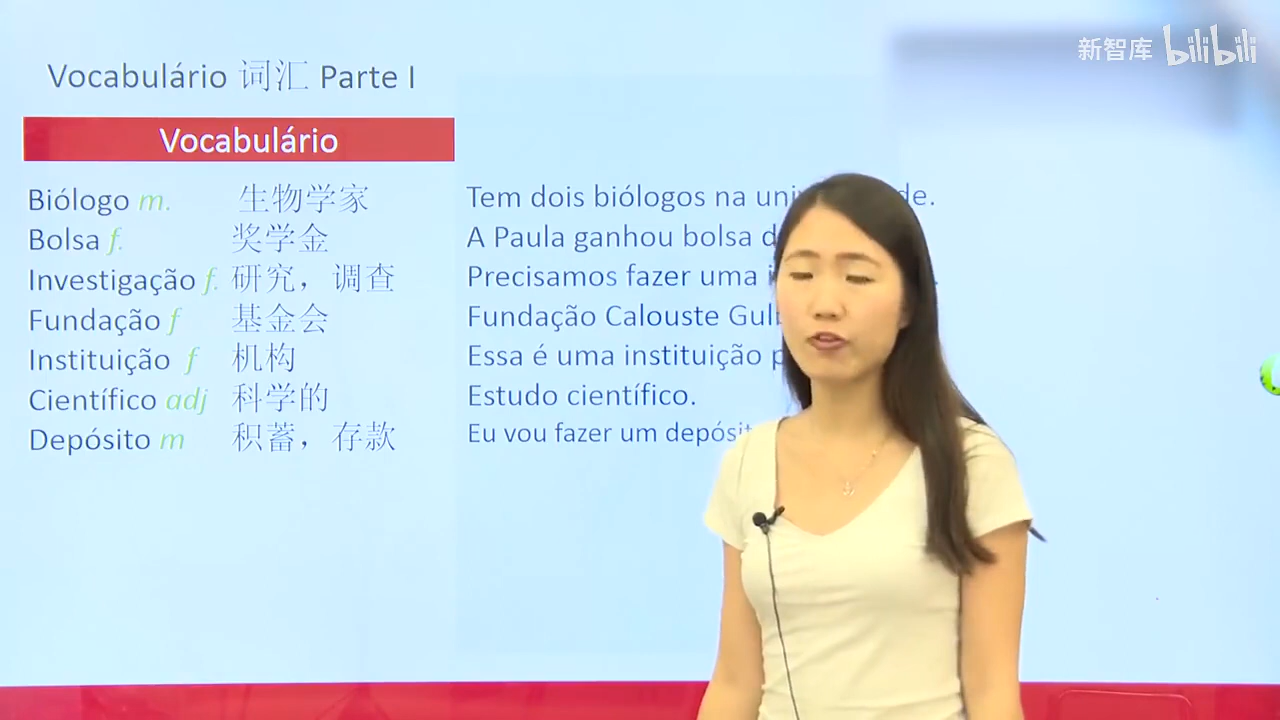 新智库 bilibili
Vocabulário 词汇 Parte I
Vocabulário
Biólogo m. 生物学家 Tem dois biólogos na
Bolsa f. 奖学金 A Paula ganhou bolsa
Investigação f. 研究，调查 Precisamos fazer uma
Fundação f 基金会 Fundação Calouste
Instituição f 机构 Essa é uma instituição
Científico adj 科学的 Estudo científico.
Depósito m 积蓄，存款 Eu vou fazer um